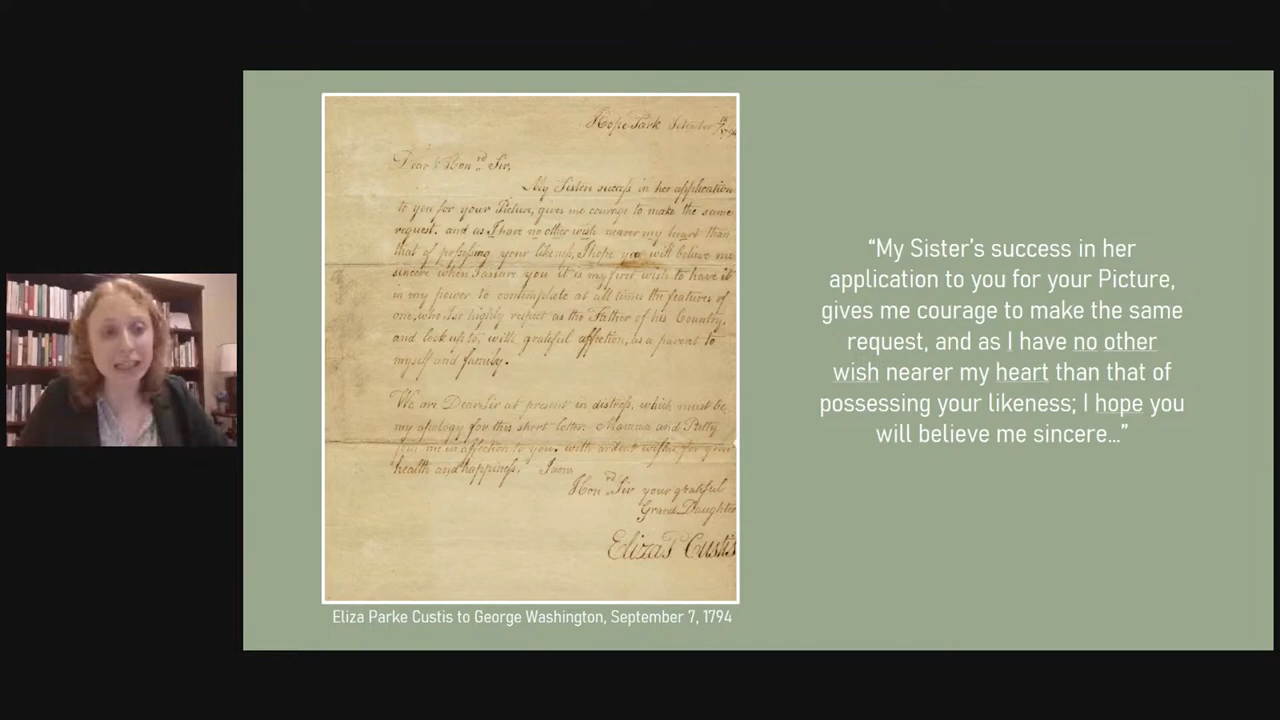 Hope Park September
1794
Dear & Hon.rd Sir,
My Sisters success in her application
to you for your Picture, gives me courage to make the same
request. and as I have no other wish nearer my heart than
that of possessing your likeness, I hope you will believe me
sincere when I assure you it is my first wish to have it
in my power to contemplate at all times the features of
one, who I so highly respect as the Father of his Country,
and look up to, with grateful affection, as a parent to
myself and family.
We are Dear Sir at present in distress, which must be
my apology for this short letter. Mamma and Patty
join me in affection to you, with ardent wishes for your
health and happiness. I am
Hon.rd Sir your grateful
Grand Daughter
Eliza P Custis
Eliza Parke Custis to George Washington, September 7, 1794
“My Sister’s success in her
application to you for your Picture,
gives me courage to make the same
request, and as I have no other
wish nearer my heart than that of
possessing your likeness; I hope you
will believe me sincere...”